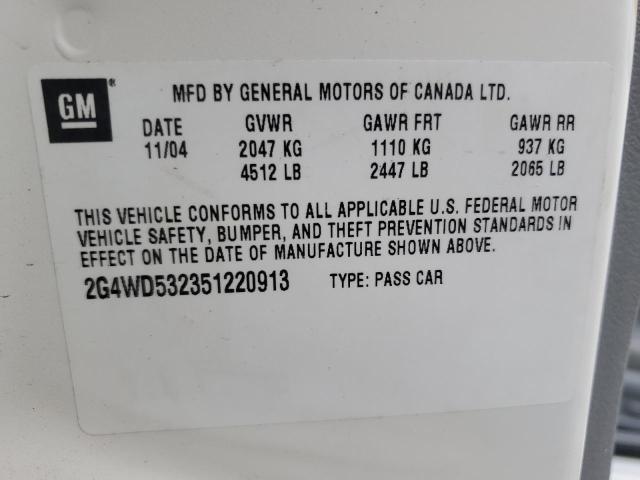 GM®
MFD BY GENERAL MOTORS OF CANADA LTD.
DATE GVWR GAWR FRT GAWR RR
11/04 2047 KG 1110 KG 937 KG
4512 LB 2447 LB 2065 LB
THIS VEHICLE CONFORMS TO ALL APPLICABLE U.S. FEDERAL MOTOR
VEHICLE SAFETY, BUMPER, AND THEFT PREVENTION STANDARDS IN
EFFECT ON THE DATE OF MANUFACTURE SHOWN ABOVE.
2G4WD532351220913 TYPE: PASS CAR